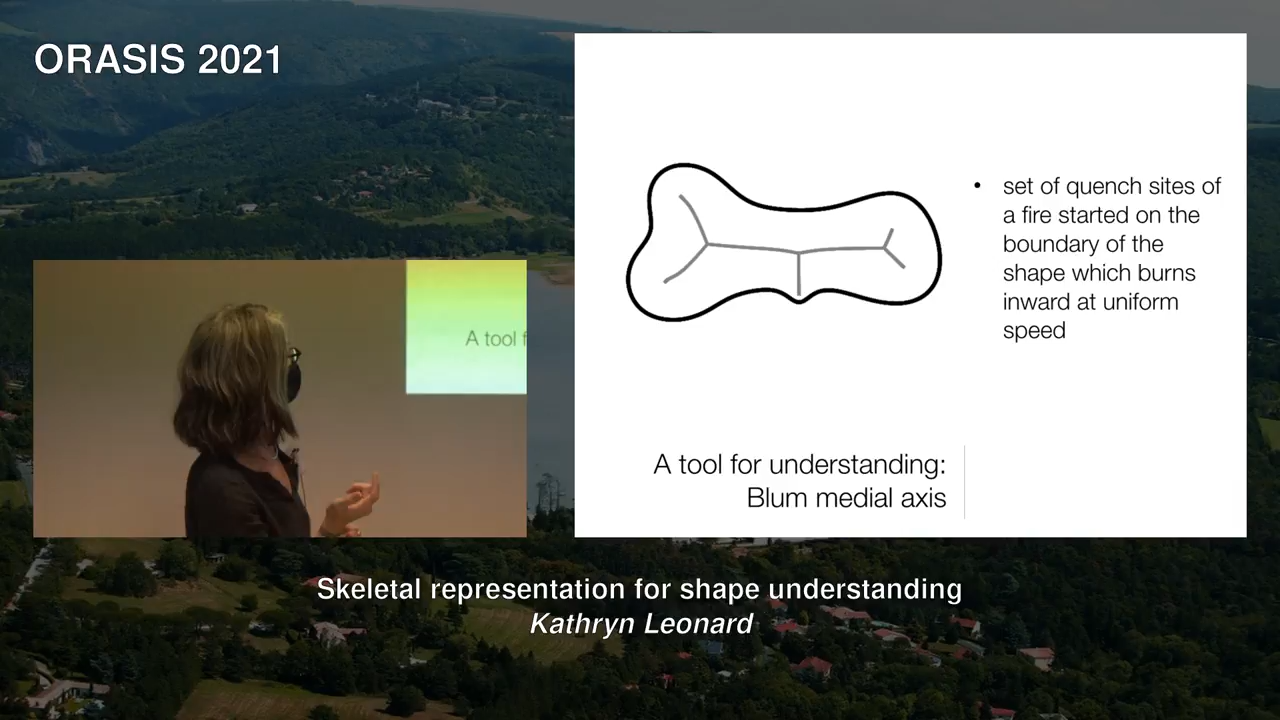 ORASIS 2021
• set of quench sites of
a fire started on the
boundary of the
shape which burns
inward at uniform
speed
A tool for understanding:
Blum medial axis
A tool f
Skeletal representation for shape understanding
Kathryn Leonard